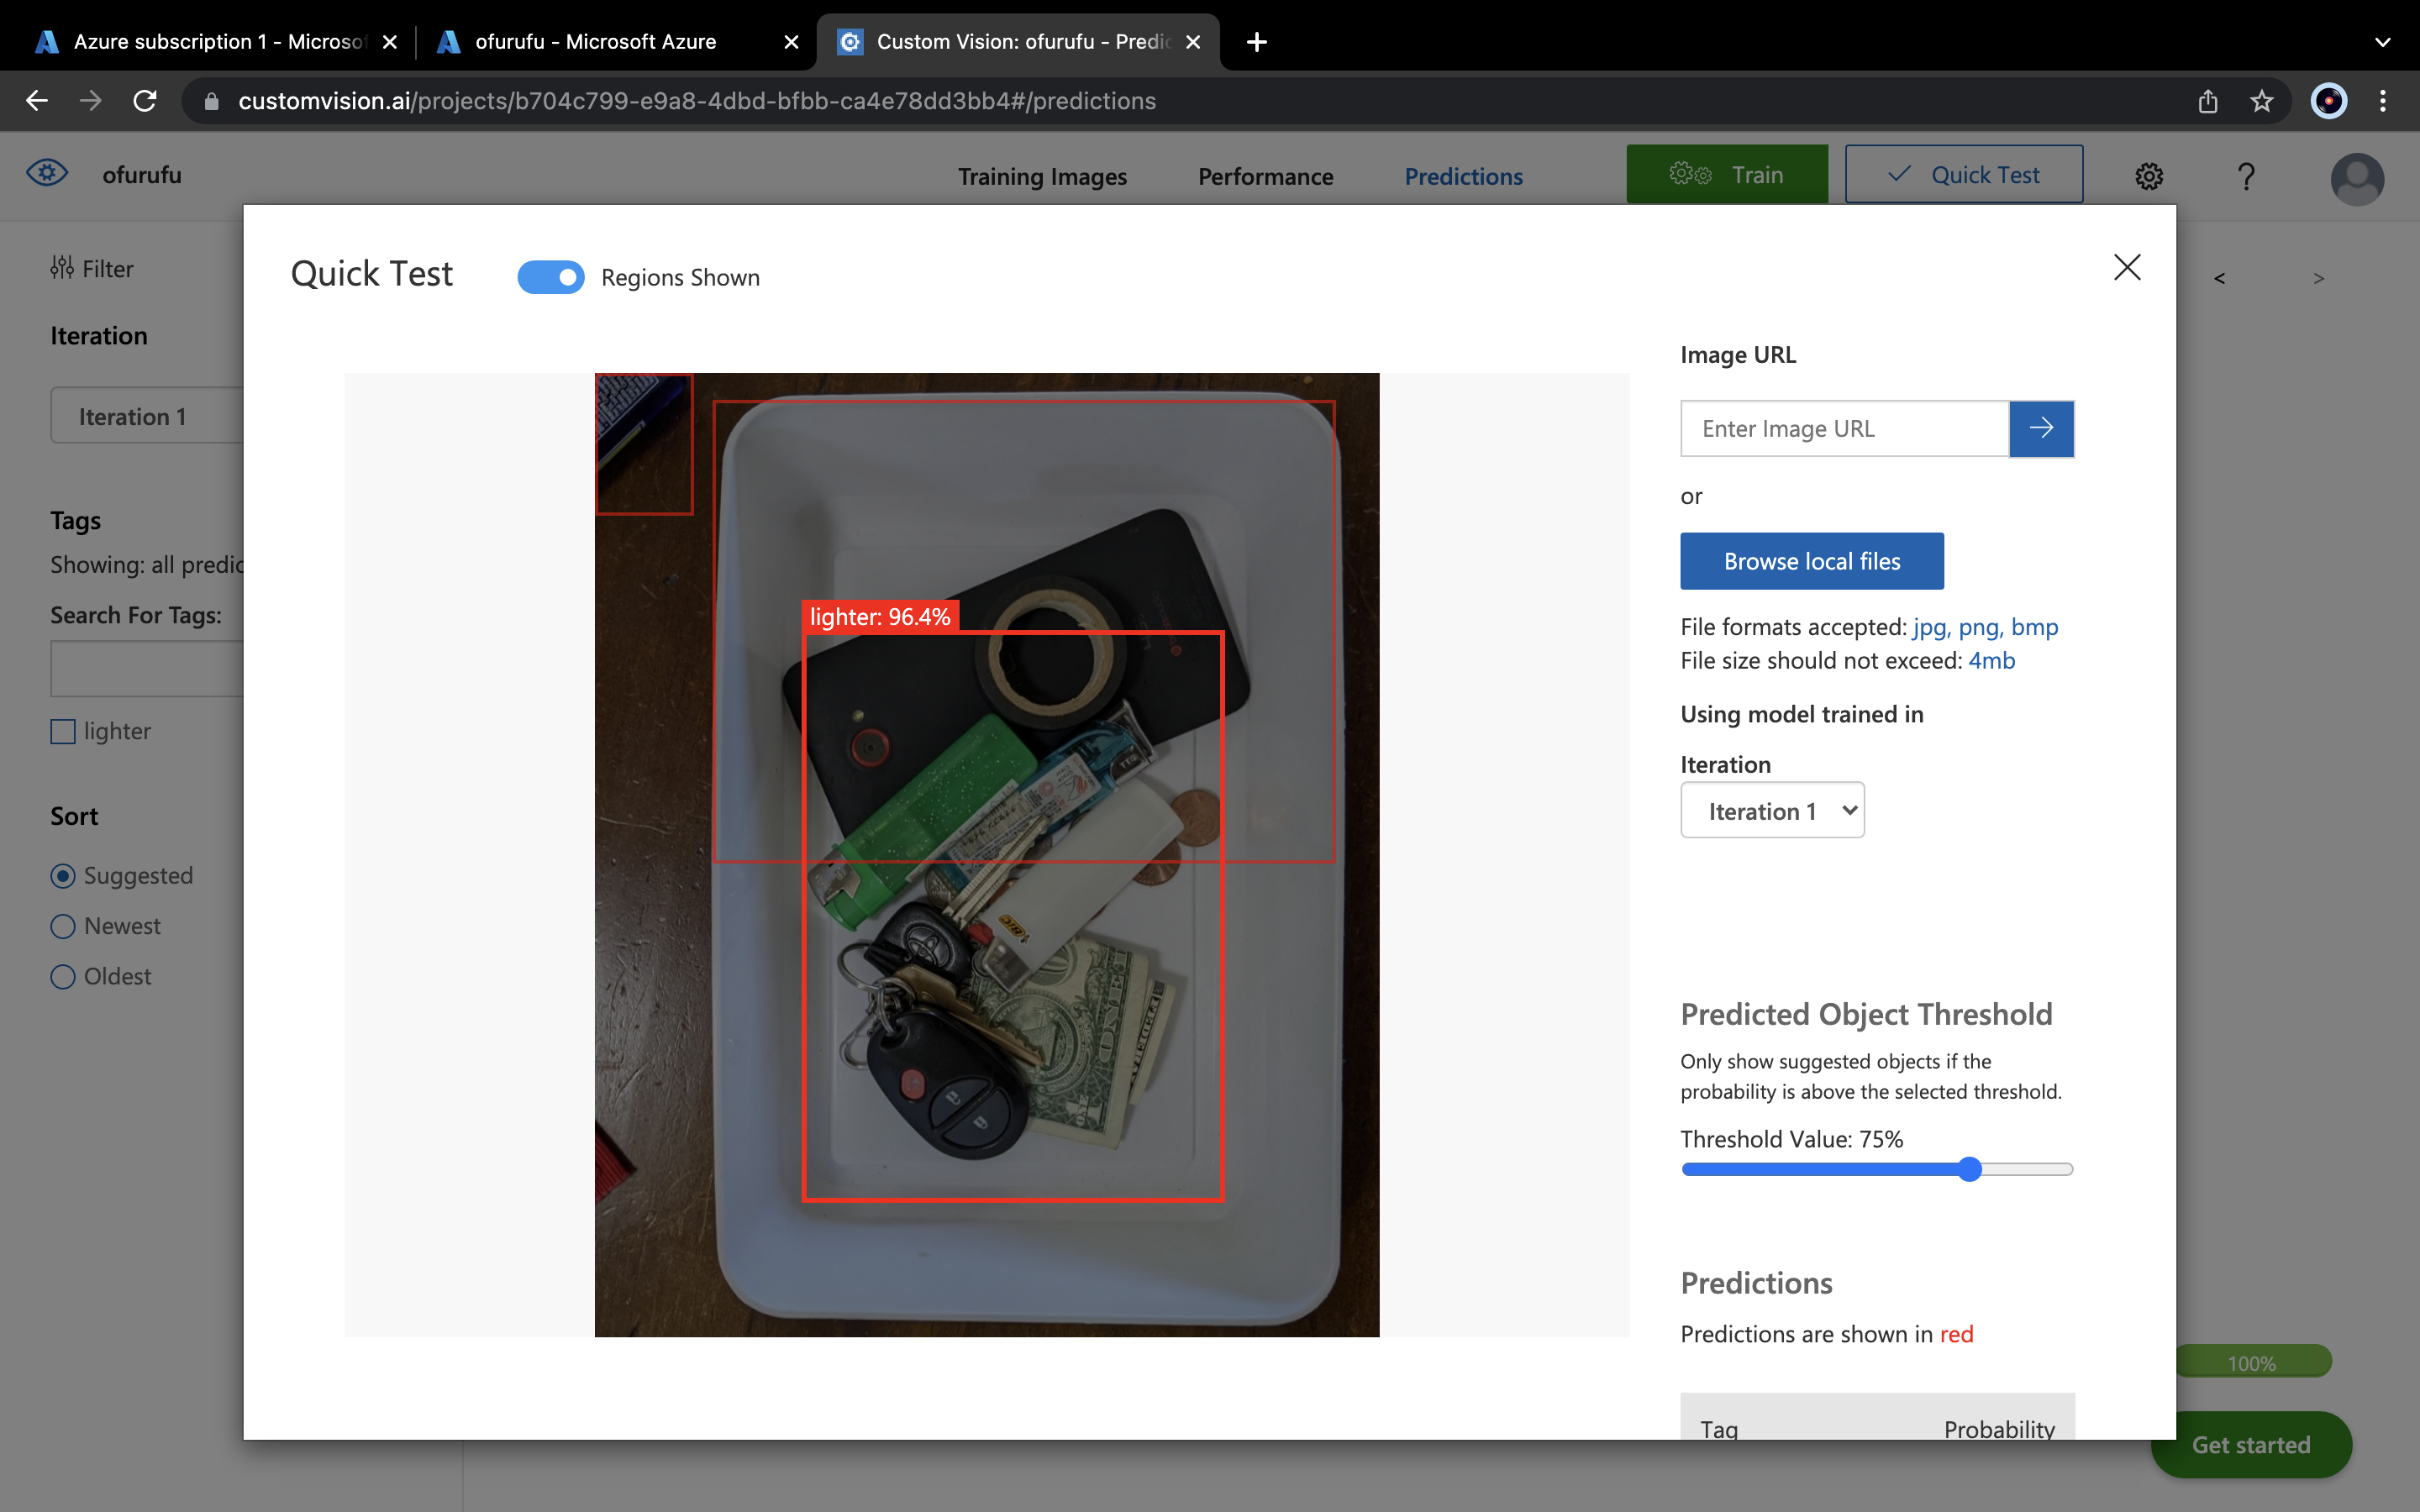 Azure subscription 1 - Microso
ofurufu - Microsoft Azure
Custom Vision: ofurufu - Predic
customvision.ai/projects/b704c799-e9a8-4dbd-bfbb-ca4e78dd3bb4#/predictions
ofurufu
Training Images
Performance
Predictions
Train
Quick Test
?
Filter
Iteration
Iteration 1
Tags
Showing: all predic
Search For Tags:
lighter
Sort
Suggested
Newest
Oldest
Quick Test
Regions Shown
< >
lighter: 96.4%
BIC
ONE
Image URL
Enter Image URL
or
Browse local files
File formats accepted: jpg, png, bmp
File size should not exceed: 4mb
Using model trained in
Iteration
Iteration 1
Predicted Object Threshold
Only show suggested objects if the
probability is above the selected threshold.
Threshold Value: 75%
Predictions
Predictions are shown in red
Tag Probability
100%
Get started